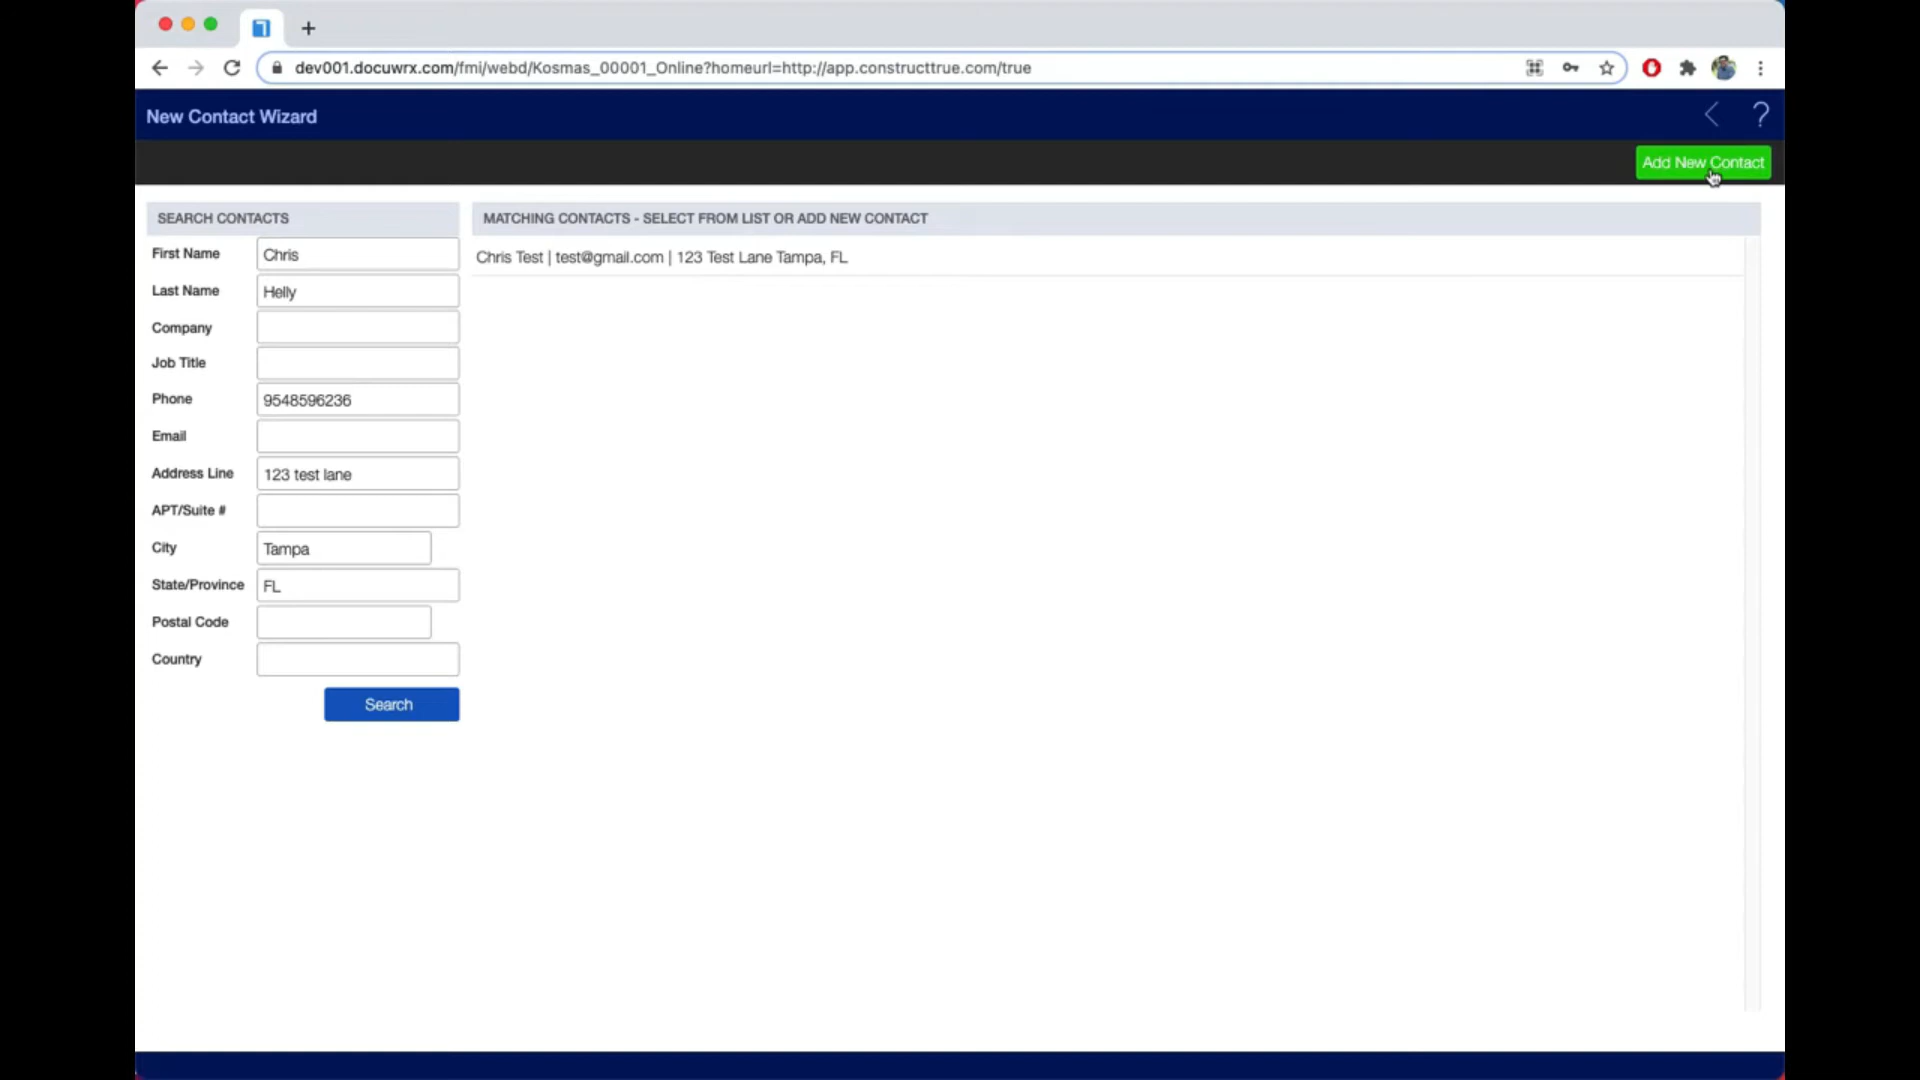 dev001.docuwrx.com/fmi/webd/Kosmas_00001_Online?homeurl=http://app.constructtrue.com/true
New Contact Wizard
Add New Contact
SEARCH CONTACTS
MATCHING CONTACTS - SELECT FROM LIST OR ADD NEW CONTACT
First Name Chris
Chris Test | test@gmail.com | 123 Test Lane Tampa, FL
Last Name Helly
Company
Job Title
Phone 9548596236
Email
Address Line 123 test lane
APT/Suite #
City Tampa
State/Province FL
Postal Code
Country
Search